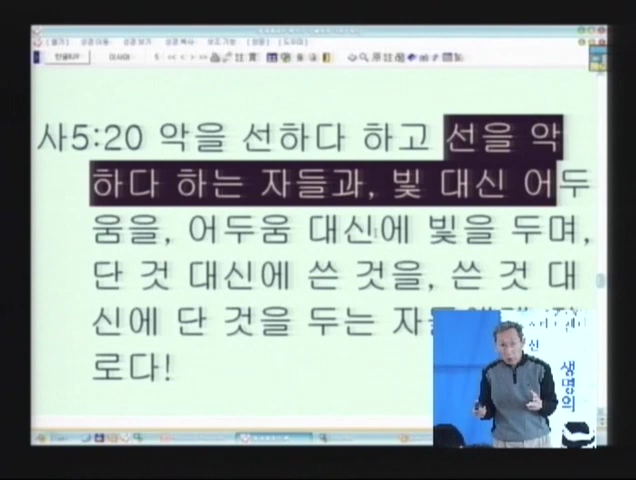 사5:20 악을 선하다 하고 선을 악
하다 하는 자들과, 빛 대신 어두
움을, 어두움 대신에 빛을 두며,
단 것 대신에 쓴 것을, 쓴 것 대
신에 단 것을 두는 자
로다!
신
생명의